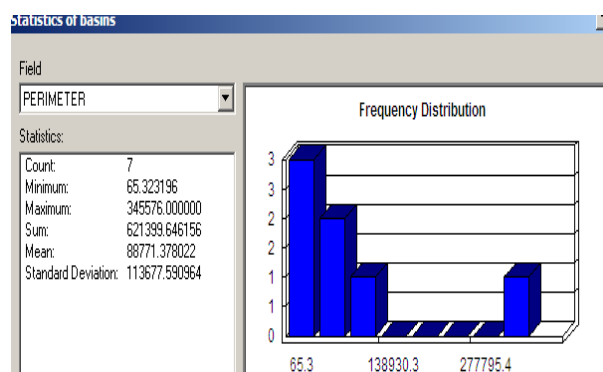 Statistics of basins
Field
PERIMETER
Statistics:
Count: 7
Minimum: 65.323196
Maximum: 345576.000000
Sum: 621399.646156
Mean: 88771.378022
Standard Deviation: 113677.590964
Frequency Distribution
3
3
2
2
1
1
0
65.3 138930.3 277795.4